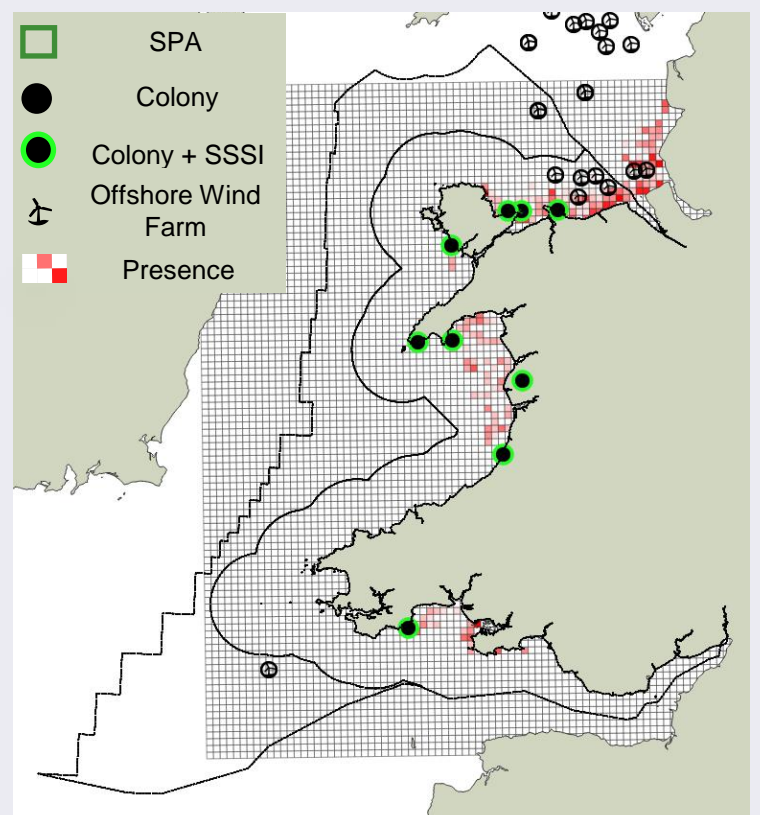 SPA
Colony
Colony + SSSI
Offshore Wind
Farm
Presence